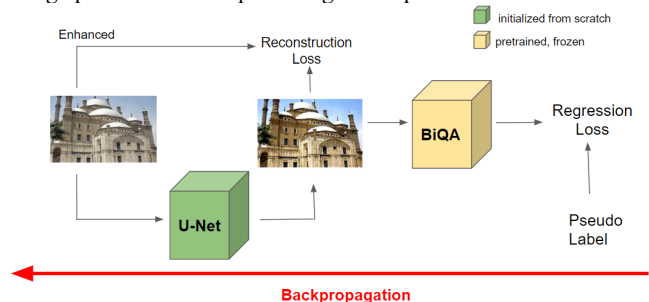 initialized from scratch
pretrained, frozen
Enhanced
Reconstruction
Loss
BiQA
Regression
Loss
U-Net
Pseudo
Label
Backpropagation